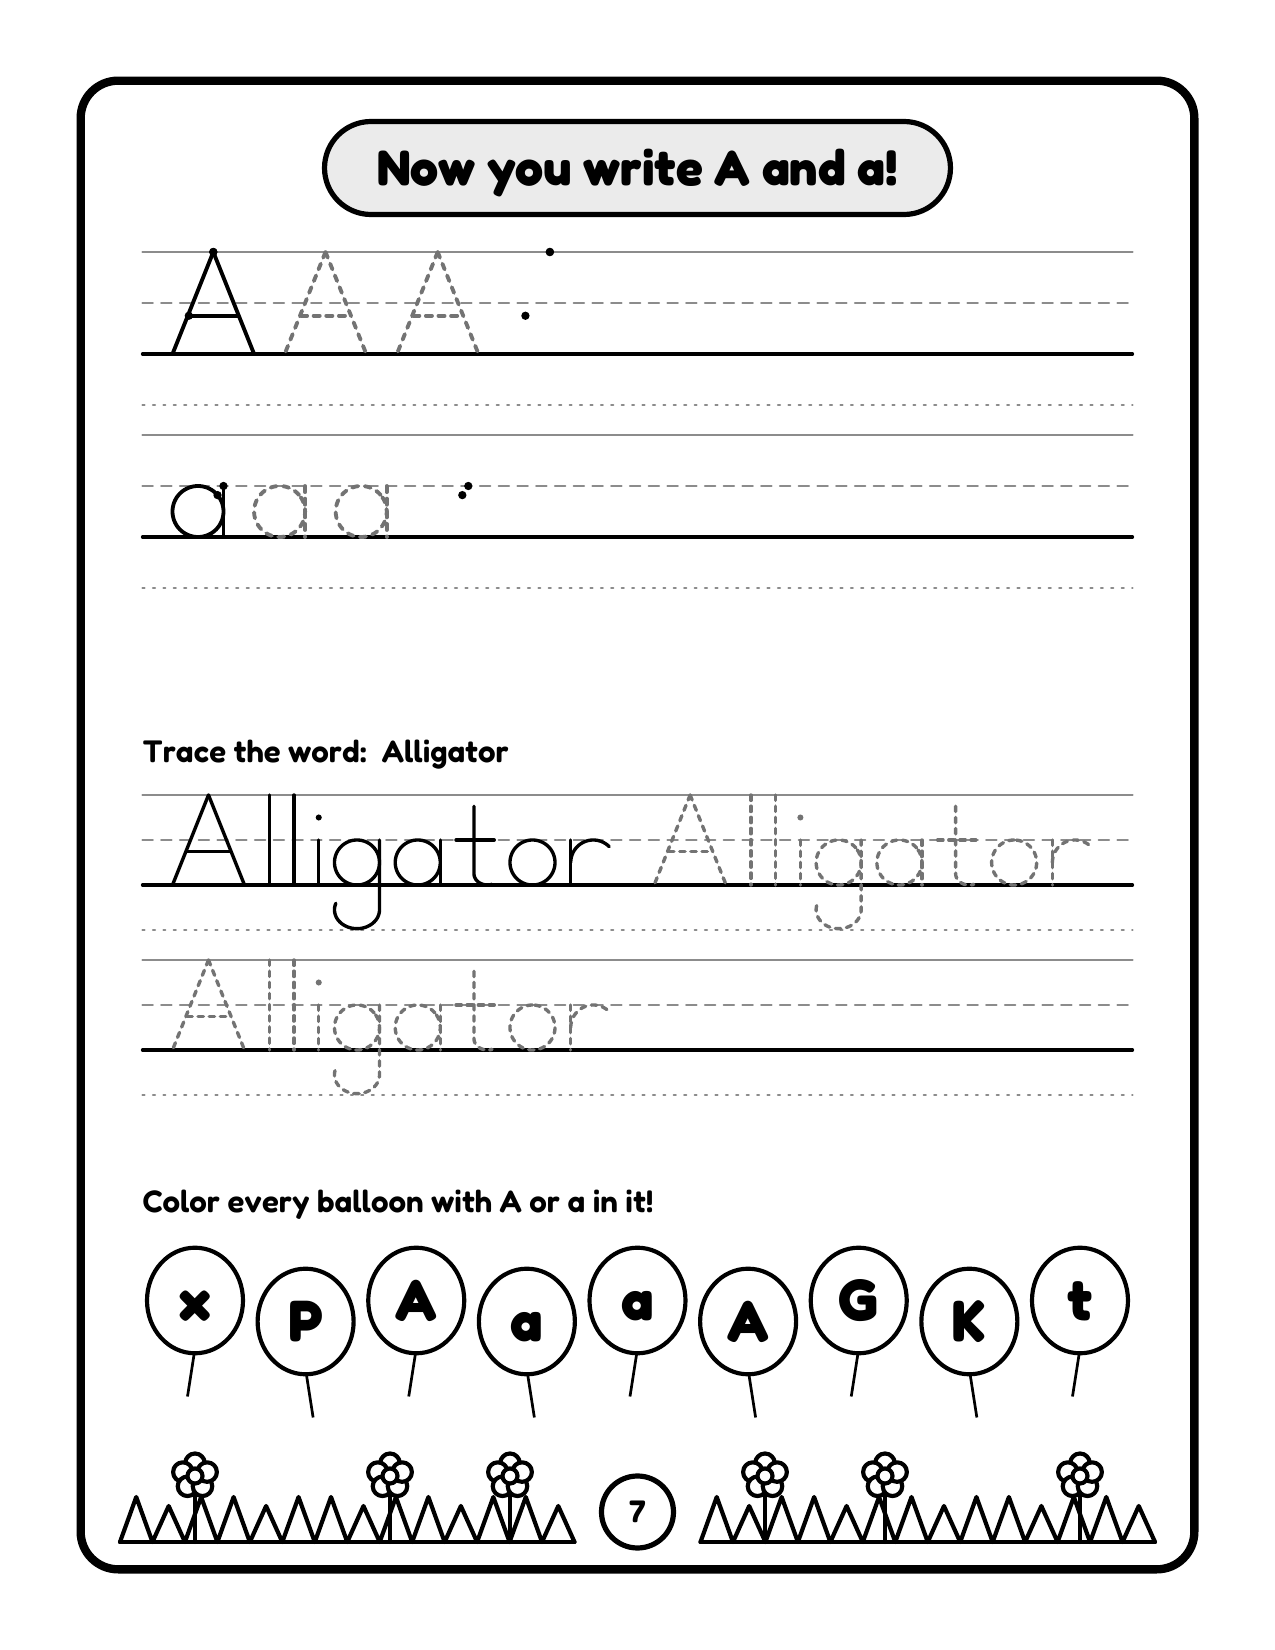 Now you write A and a!
A A A
a a a
Trace the word: Alligator
Alligator Alligator
Alligator
Color every balloon with A or a in it!
x P A a a A G K t
7